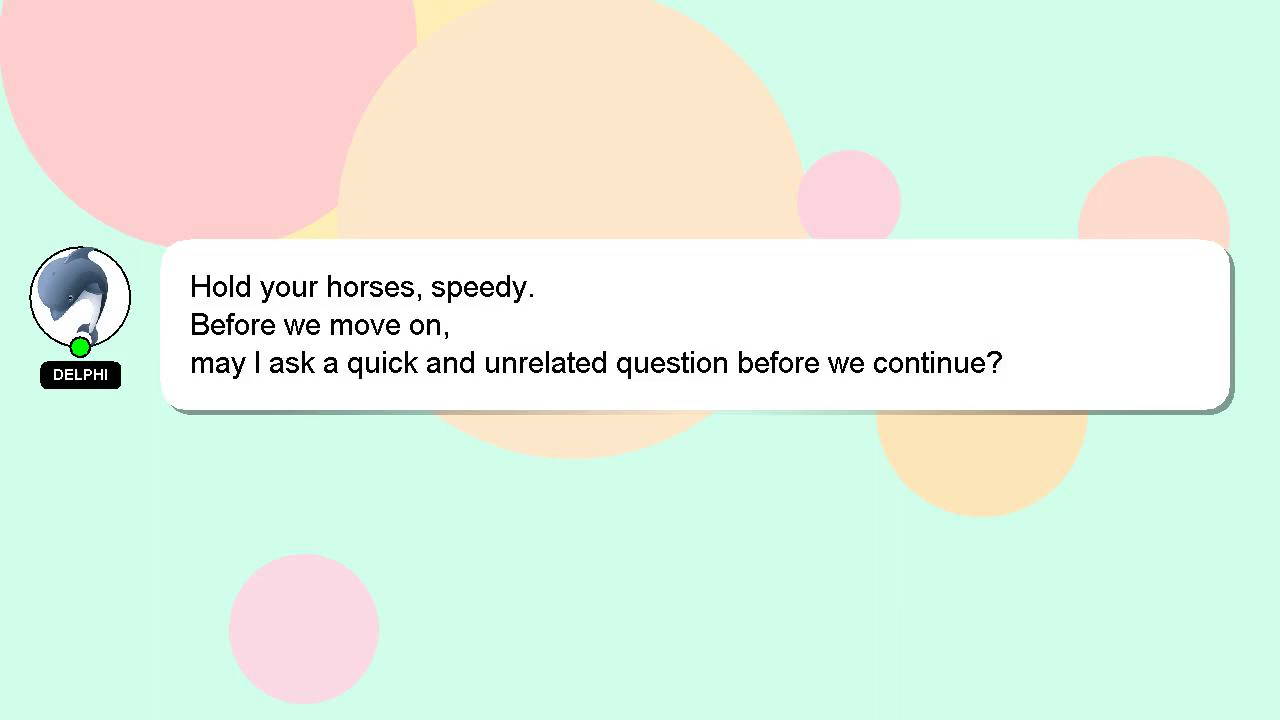 Hold your horses, speedy.
Before we move on,
may I ask a quick and unrelated question before we continue?
DELPHI